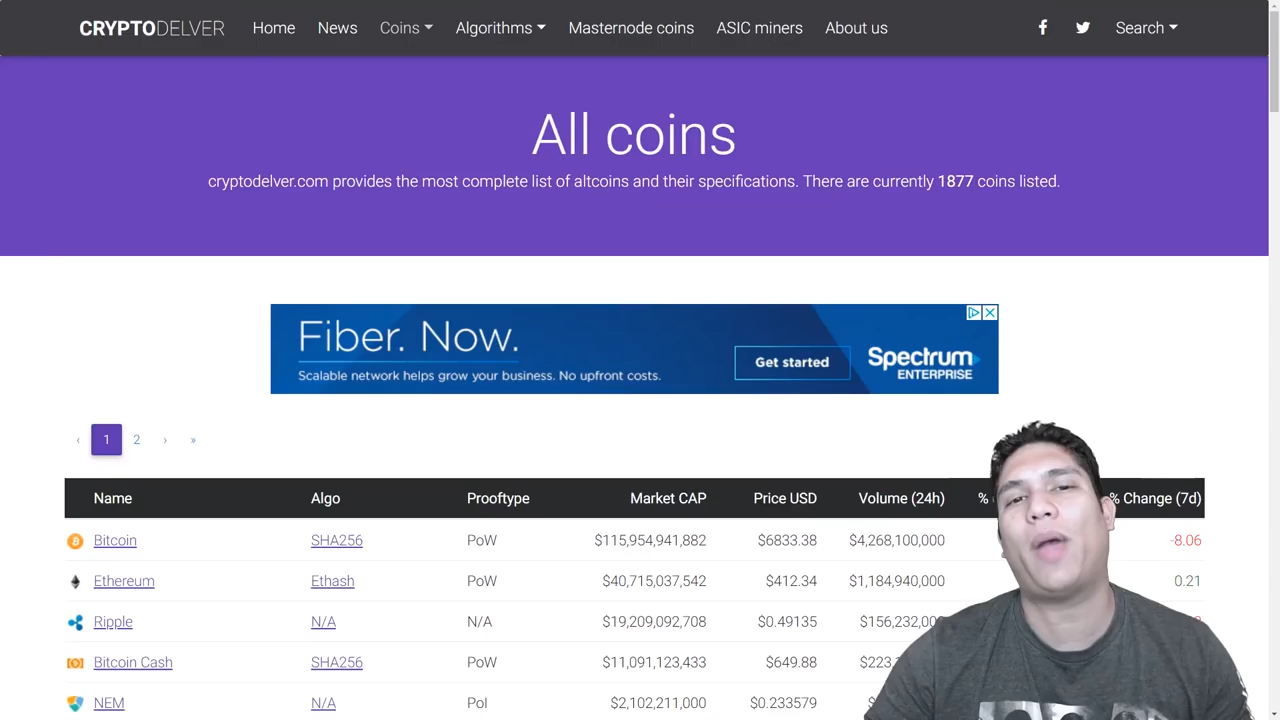 CRYPTODELVER Home News Coins Algorithms Masternode coins ASIC miners About us Search
All coins
cryptodelver.com provides the most complete list of altcoins and their specifications. There are currently 1877 coins listed.
Fiber. Now.
Scalable network helps grow your business. No upfront costs.
Get started
Spectrum
ENTERPRISE
‹ 1 2 › »
Name Algo Prooftype Market CAP Price USD Volume (24h) % % Change (7d)
Bitcoin SHA256 PoW $115,954,941,882 $6833.38 $4,268,100,000 -8.06
Ethereum Ethash PoW $40,715,037,542 $412.34 $1,184,940,000 0.21
Ripple N/A N/A $19,209,092,708 $0.49135 $156,232,000
Bitcoin Cash SHA256 PoW $11,091,123,433 $649.88 $223,
NEM N/A PoI $2,102,211,000 $0.233579